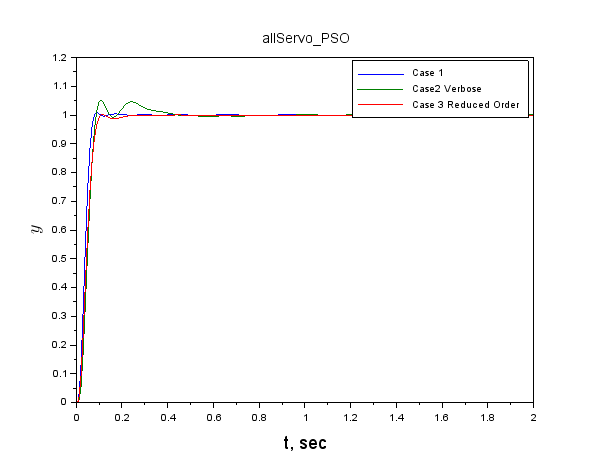 allServo_PSO
Case 1
Case2 Verbose
Case 3 Reduced Order
1.2
1.1
1
0.9
0.8
0.7
0.6
0.5
0.4
0.3
0.2
0.1
0
y
0 0.2 0.4 0.6 0.8 1 1.2 1.4 1.6 1.8 2
t, sec